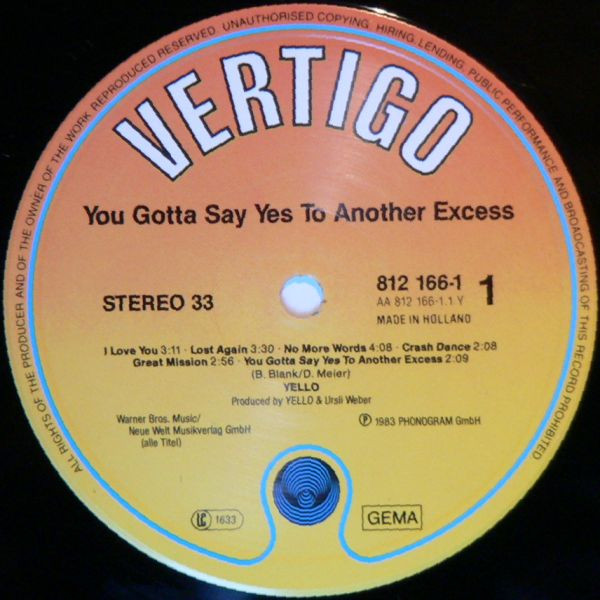 ALL RIGHTS OF THE PRODUCER AND OF THE OWNER OF THE WORK REPRODUCED RESERVED. UNAUTHORISED COPYING, HIRING, LENDING, PUBLIC PERFORMANCE AND BROADCASTING OF THIS RECORD PROHIBITED
VERTIGO
You Gotta Say Yes To Another Excess
STEREO 33
812 166-1 1
AA 812 166-1.1 Y
MADE IN HOLLAND
I Love You 3:11 · Lost Again 3:30 · No More Words 4:08 · Crash Dance 2:08
Great Mission 2:56 · You Gotta Say Yes To Another Excess 2:09
(B. Blank/D. Meier)
YELLO
Produced by YELLO & Ursli Weber
Warner Bros. Music/
Neue Welt Musikverlag GmbH
(alle Titel)
Ⓟ 1983 PHONOGRAM GmbH
LC 1633
GEMA